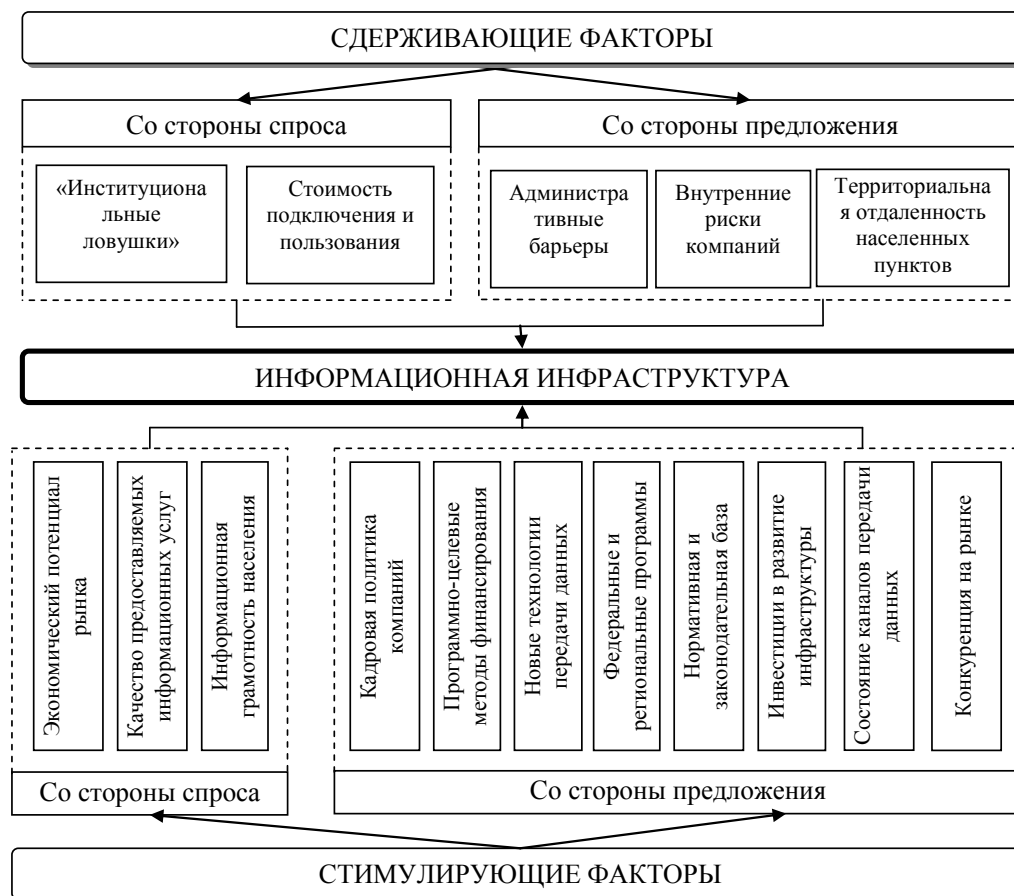 СДЕРЖИВАЮЩИЕ ФАКТОРЫ
Со стороны спроса
Со стороны предложения
«Институциона
льные
ловушки»
Стоимость
подключения и
пользования
Администра
тивные
барьеры
Внутренние
риски
компаний
Территориальна
я отдаленность
населенных
пунктов
ИНФОРМАЦИОННАЯ ИНФРАСТРУКТУРА
Экономический потенциал
рынка
Качество предоставляемых
информационных услуг
Информационная
грамотность населения
Кадровая политика
компаний
Программно-целевые
методы финансирования
Новые технологии
передачи данных
Федеральные и
региональные программы
Нормативная и
законодательная база
Инвестиции в развитие
инфраструктуры
Состояние каналов передачи
данных
Конкуренция на рынке
Со стороны спроса
Со стороны предложения
СТИМУЛИРУЮЩИЕ ФАКТОРЫ